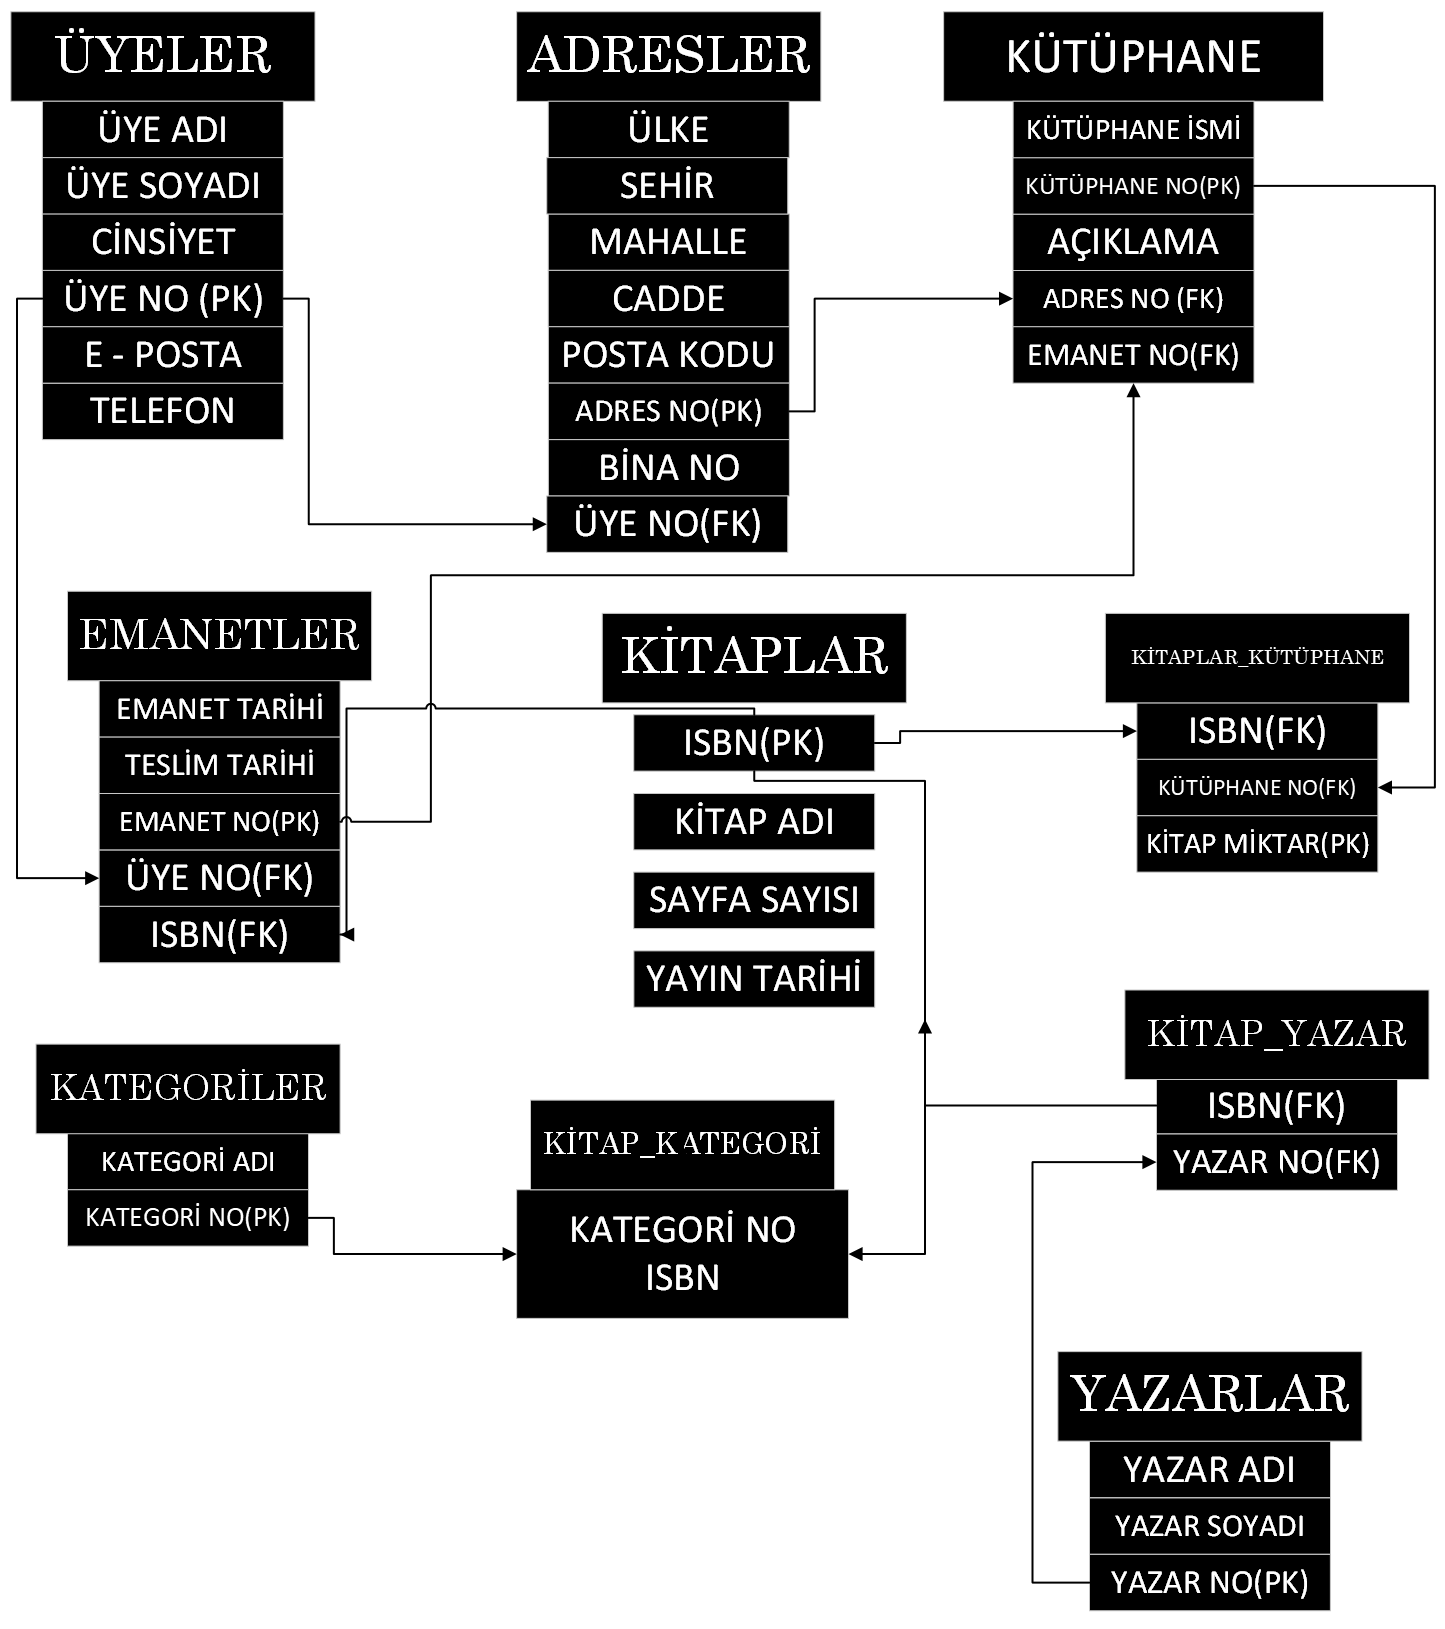 ÜYELER
ÜYE ADI
ÜYE SOYADI
CİNSİYET
ÜYE NO (PK)
E - POSTA
TELEFON
ADRESLER
ÜLKE
SEHİR
MAHALLE
CADDE
POSTA KODU
ADRES NO(PK)
BİNA NO
ÜYE NO(FK)
KÜTÜPHANE
KÜTÜPHANE İSMİ
KÜTÜPHANE NO(PK)
AÇIKLAMA
ADRES NO (FK)
EMANET NO(FK)
EMANETLER
EMANET TARİHİ
TESLİM TARİHİ
EMANET NO(PK)
ÜYE NO(FK)
ISBN(FK)
KİTAPLAR
ISBN(PK)
KİTAP ADI
SAYFA SAYISI
YAYIN TARİHİ
KİTAPLAR_KÜTÜPHANE
ISBN(FK)
KÜTÜPHANE NO(FK)
KİTAP MİKTAR(PK)
KATEGORİLER
KATEGORİ ADI
KATEGORİ NO(PK)
KİTAP_KATEGORİ
KATEGORİ NO
ISBN
KİTAP_YAZAR
ISBN(FK)
YAZAR NO(FK)
YAZARLAR
YAZAR ADI
YAZAR SOYADI
YAZAR NO(PK)